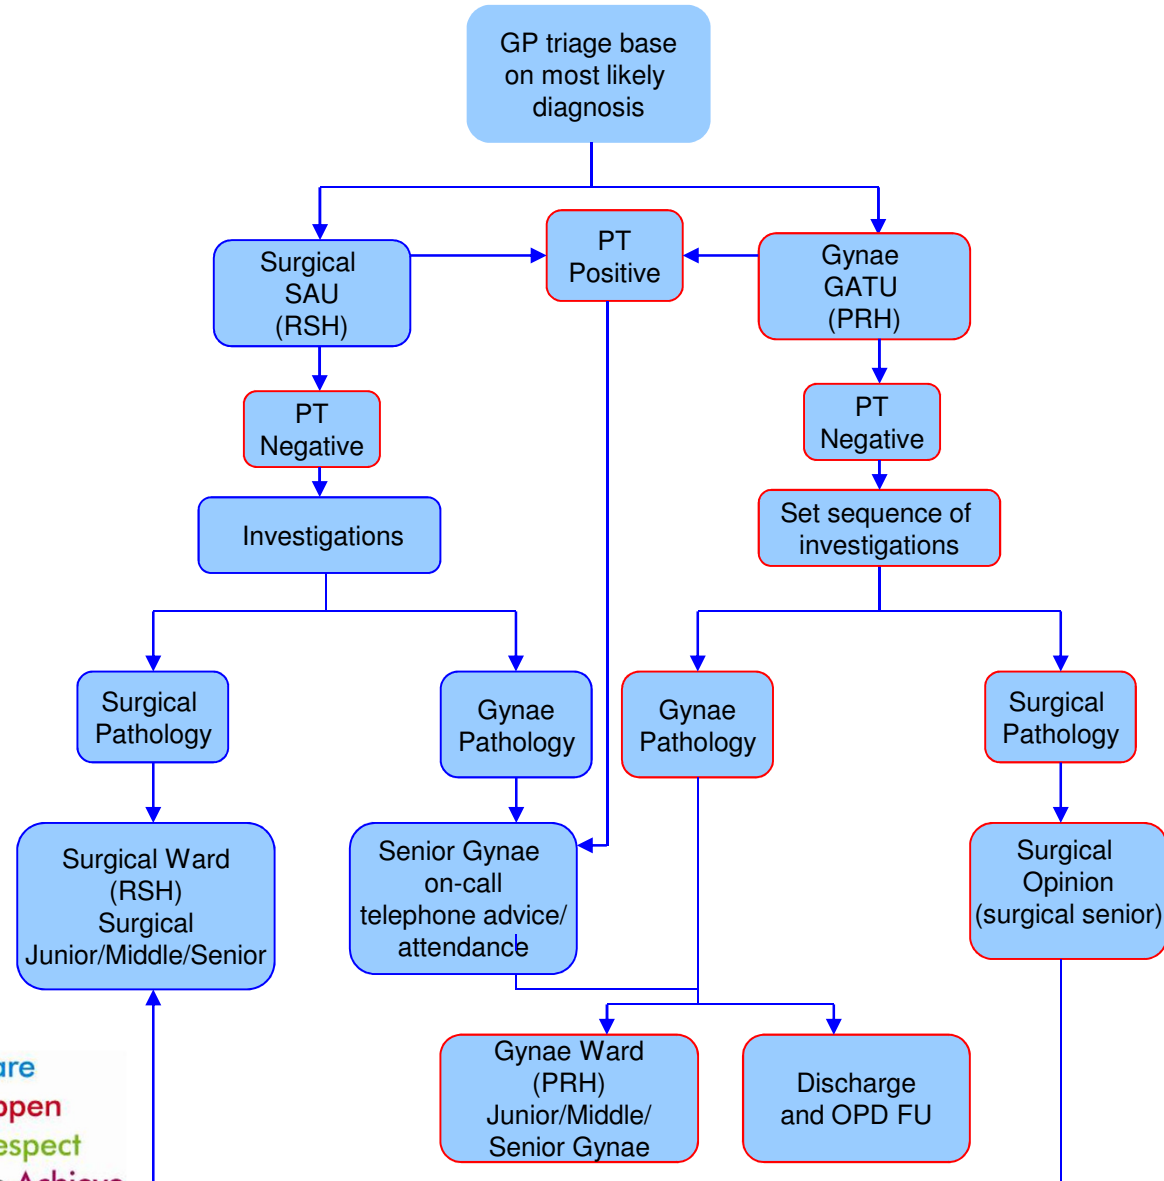 GP triage base
on most likely
diagnosis
Surgical
SAU
(RSH)
PT
Positive
Gynae
GATU
(PRH)
PT
Negative
PT
Negative
Investigations
Set sequence of
investigations
Surgical
Pathology
Gynae
Pathology
Gynae
Pathology
Surgical
Pathology
Surgical Ward
(RSH)
Surgical
Junior/Middle/Senior
Senior Gynae
on-call
telephone advice/
attendance
Surgical
Opinion
(surgical senior)
Gynae Ward
(PRH)
Junior/Middle/
Senior Gynae
Discharge
and OPD FU
are
ppen
espect
Achieve